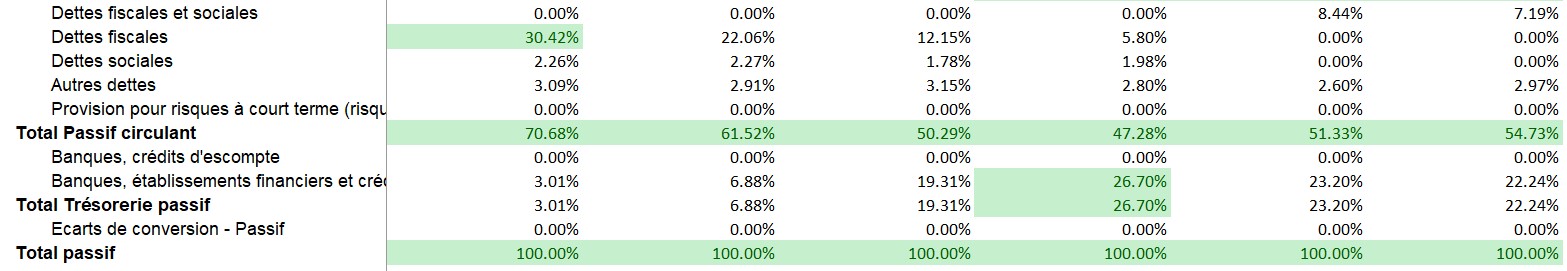 Dettes fiscales et sociales 0.00% 0.00% 0.00% 0.00% 8.44% 7.19%
Dettes fiscales 30.42% 22.06% 12.15% 5.80% 0.00% 0.00%
Dettes sociales 2.26% 2.27% 1.78% 1.98% 0.00% 0.00%
Autres dettes 3.09% 2.91% 3.15% 2.80% 2.60% 2.97%
Provision pour risques à court terme (risqu 0.00% 0.00% 0.00% 0.00% 0.00% 0.00%
Total Passif circulant 70.68% 61.52% 50.29% 47.28% 51.33% 54.73%
Banques, crédits d'escompte 0.00% 0.00% 0.00% 0.00% 0.00% 0.00%
Banques, établissements financiers et cré 3.01% 6.88% 19.31% 26.70% 23.20% 22.24%
Total Trésorerie passif 3.01% 6.88% 19.31% 26.70% 23.20% 22.24%
Ecarts de conversion - Passif 0.00% 0.00% 0.00% 0.00% 0.00% 0.00%
Total passif 100.00% 100.00% 100.00% 100.00% 100.00% 100.00%